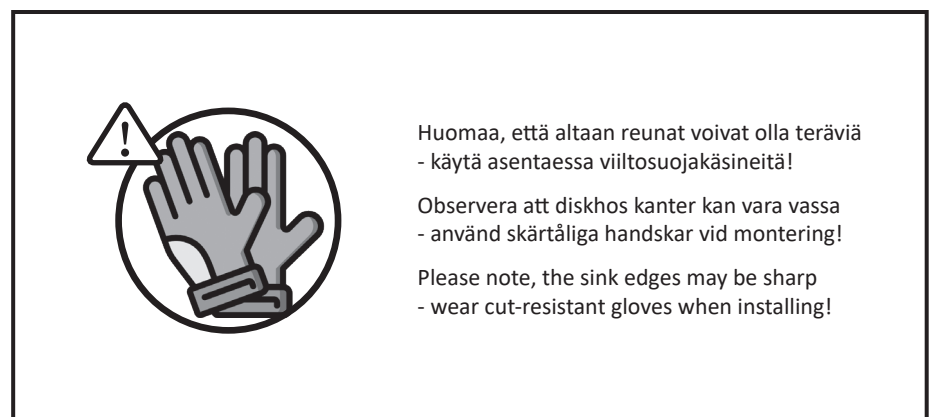 Huomaa, että altaan reunat voivat olla teräviä
- käytä asentaessa viiltosuojakäsineitä!
Observera att diskhos kanter kan vara vassa
- använd skärtåliga handskar vid montering!
Please note, the sink edges may be sharp
- wear cut-resistant gloves when installing!